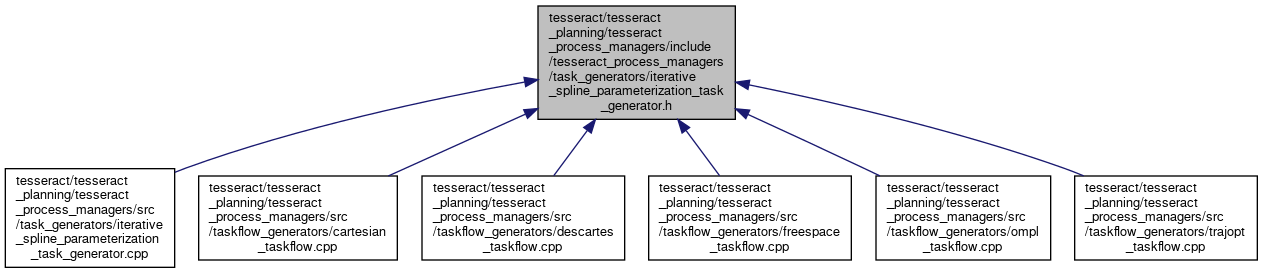 tesseract/tesseract
_planning/tesseract
_process_managers/include
/tesseract_process_managers
/task_generators/iterative
_spline_parameterization_task
_generator.h
tesseract/tesseract
_planning/tesseract
_process_managers/src
/task_generators/iterative
_spline_parameterization
_task_generator.cpp
tesseract/tesseract
_planning/tesseract
_process_managers/src
/taskflow_generators/cartesian
_taskflow.cpp
tesseract/tesseract
_planning/tesseract
_process_managers/src
/taskflow_generators/descartes
_taskflow.cpp
tesseract/tesseract
_planning/tesseract
_process_managers/src
/taskflow_generators/freespace
_taskflow.cpp
tesseract/tesseract
_planning/tesseract
_process_managers/src
/taskflow_generators/ompl
_taskflow.cpp
tesseract/tesseract
_planning/tesseract
_process_managers/src
/taskflow_generators/trajopt
_taskflow.cpp